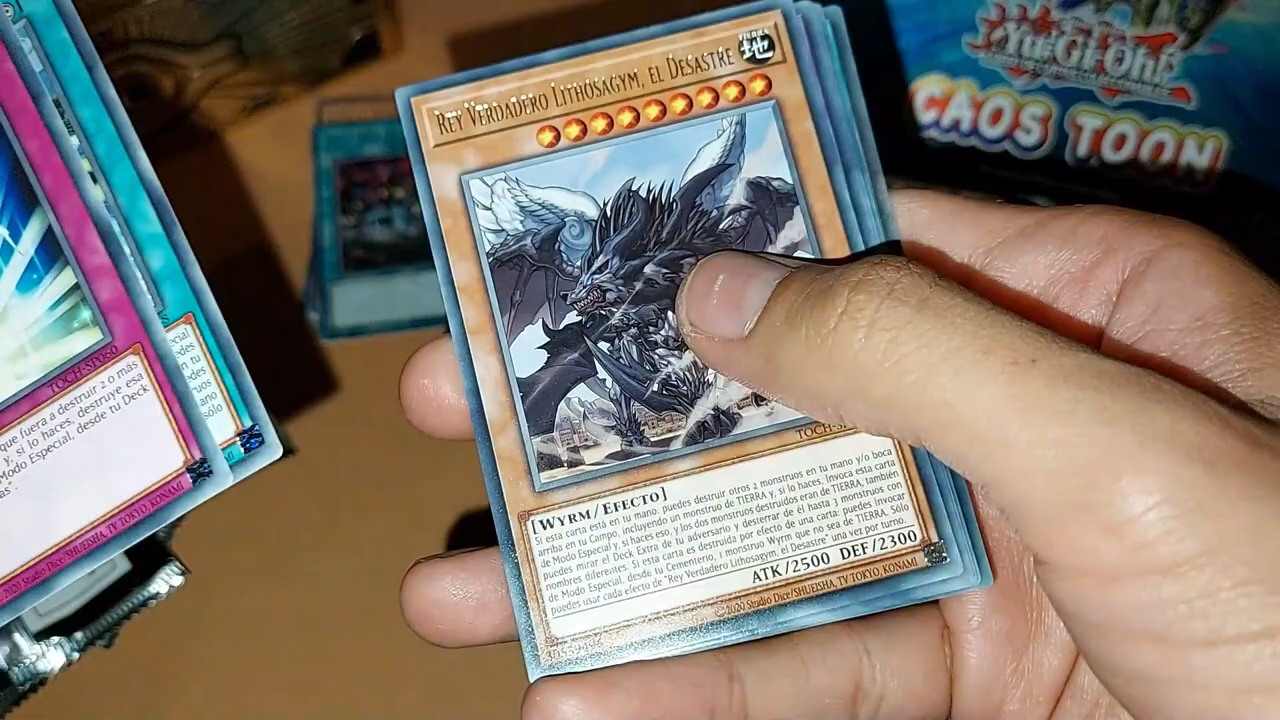 REY VERDADERO LITHOSAGYM, EL DESASTRE
TIERRA
地
[WYRM/EFECTO]
Si esta carta está en tu mano: puedes destruir otros 2 monstruos en tu mano y/o boca
arriba en tu Campo, incluyendo un monstruo de TIERRA y, si lo haces, Invoca esta carta
de Modo Especial, y si haces eso, y los dos monstruos destruidos eran de TIERRA, también
puedes mirar el Deck Extra de tu adversario y desterrar de él hasta 3 monstruos con
nombres diferentes. Si esta carta es destruida por efecto de una carta: puedes Invocar
de Modo Especial, desde tu Cementerio, 1 monstruo Wyrm que no sea de TIERRA. Sólo
puedes usar cada efecto de "Rey Verdadero Lithosagym, el Desastre" una vez por turno.
ATK/2500 DEF/2300
©2020 Studio Dice/SHUEISHA, TV TOKYO, KONAMI
TOCH-SP060
que fuera a destruir 2 o más
y, si lo haces, destruye esa
Modo Especial, desde tu Deck
2020 Studio Dice/SHUEISHA, TV TOKYO, KONAMI
Yu-Gi-Oh!
CAOS TOON